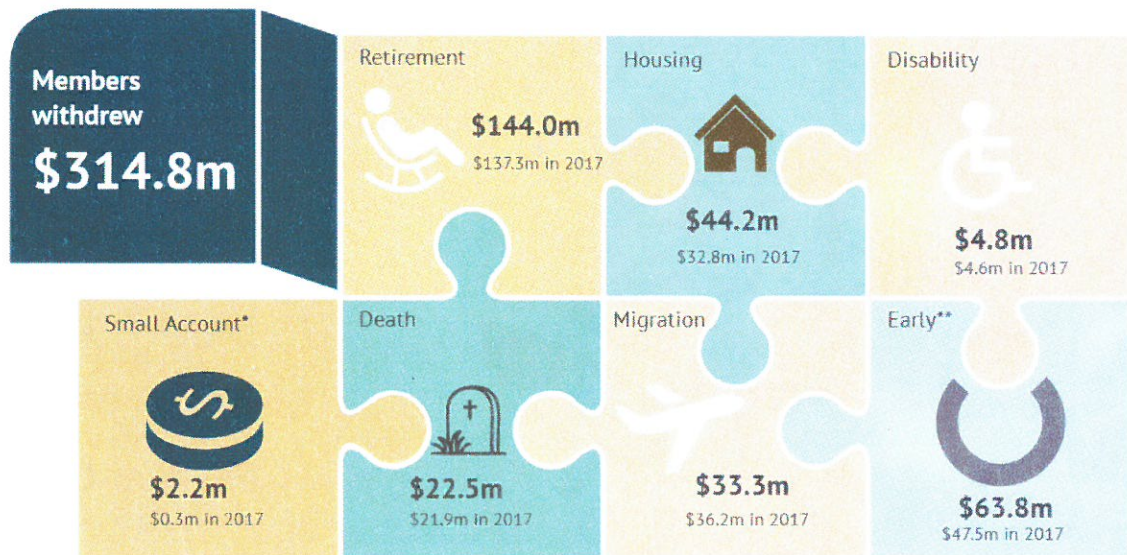 Members
withdrew
$314.8m
Retirement
$144.0m
$137.3m in 2017
Housing
$44.2m
$32.8m in 2017
Disability
$4.8m
$4.6m in 2017
Small Account*
$2.2m
$0.3m in 2017
Death
$22.5m
$21.9m in 2017
Migration
$33.3m
$36.2m in 2017
Early**
$63.8m
$47.5m in 2017